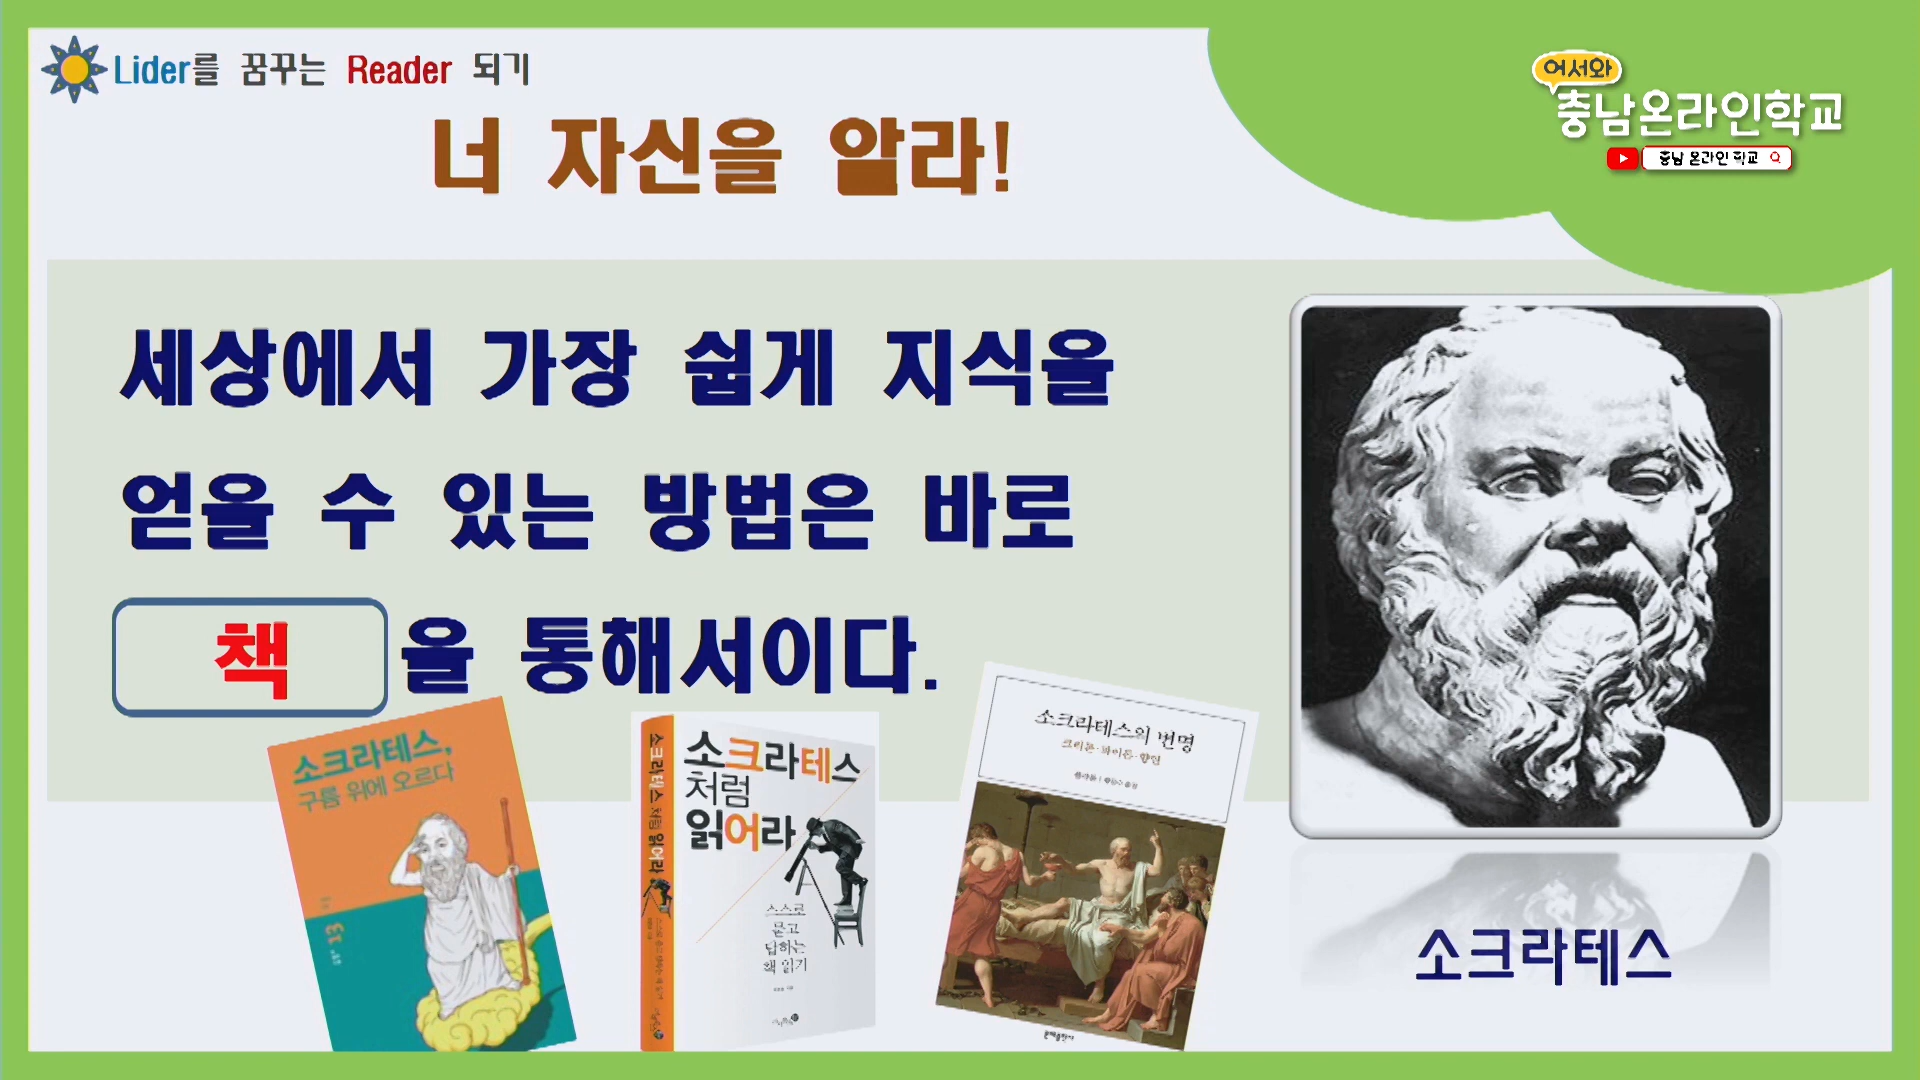 Lider를 꿈꾸는 Reader 되기
어서와
충남온라인학교
충남 온라인 학교
너 자신을 알라!
세상에서 가장 쉽게 지식을
얻을 수 있는 방법은 바로
책을 통해서이다.
소크라테스,
구름 위에 오르다
13
소크라테스
처럼
읽어라
스스로
묻고
답하는
책 읽기
소크라테스처럼 읽어라
소크라테스의 변명
크리톤·파이돈·향연
소크라테스